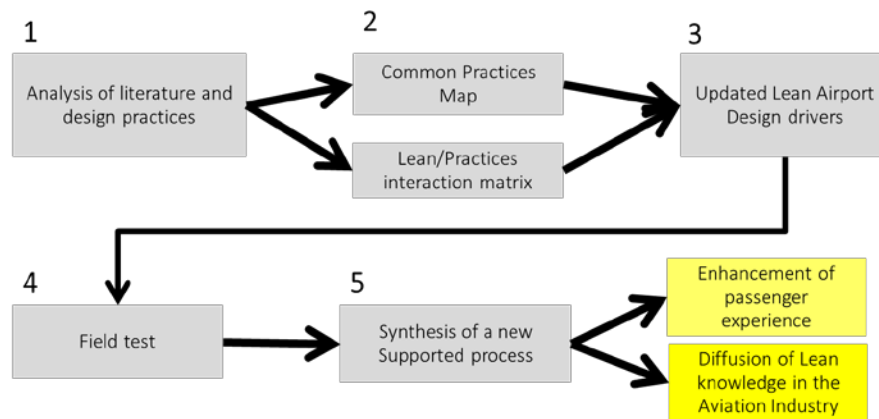 1
Analysis of literature and
design practices
2
Common Practices
Map
Lean/Practices
interaction matrix
3
Updated Lean Airport
Design drivers
4
Field test
5
Synthesis of a new
Supported process
Enhancement of
passenger
experience
Diffusion of Lean
knowledge in the
Aviation Industry